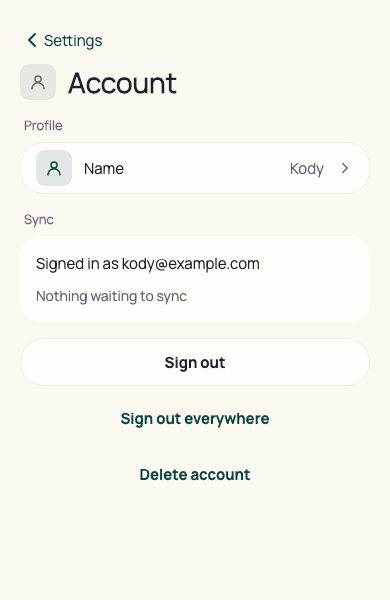 Settings
Account
Profile
Name Kody
Sync
Signed in as kody@example.com
Nothing waiting to sync
Sign out
Sign out everywhere
Delete account